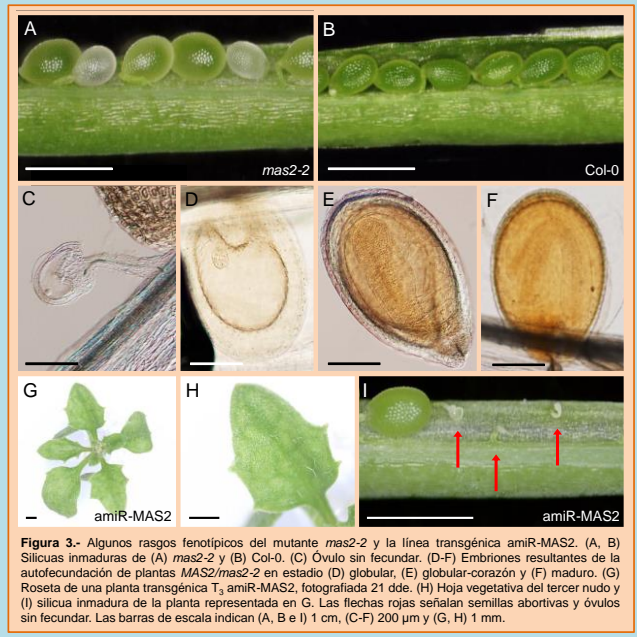 A
B
mas2-2
Col-0
C
D
E
F
G
H
I
amiR-MAS2
amiR-MAS2
Figura 3.- Algunos rasgos fenotípicos del mutante mas2-2 y la línea transgénica amiR-MAS2. (A, B)
Silicuas inmaduras de (A) mas2-2 y (B) Col-0. (C) Óvulo sin fecundar. (D-F) Embriones resultantes de la
autofecundación de plantas MAS2/mas2-2 en estadio (D) globular, (E) globular-corazón y (F) maduro. (G)
Roseta de una planta transgénica T3 amiR-MAS2, fotografiada 21 dde. (H) Hoja vegetativa del tercer nudo y
(I) silicua inmadura de la planta representada en G. Las flechas rojas señalan semillas abortivas y óvulos
sin fecundar. Las barras de escala indican (A, B e I) 1 cm, (C-F) 200 µm y (G, H) 1 mm.